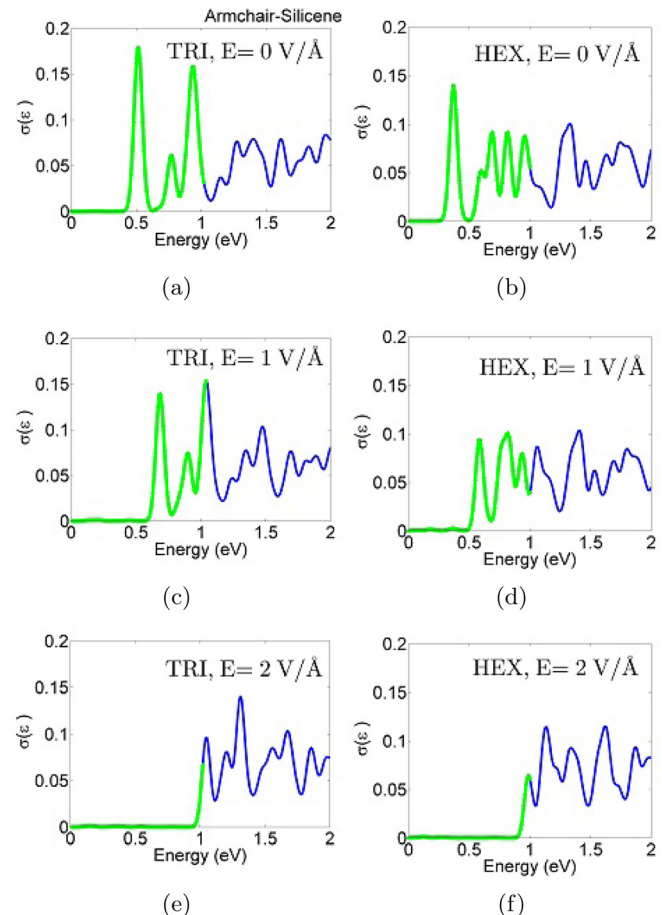 Armchair-Silicene
TRI, E= 0 V/Å
σ(ε )
0.2
0.15
0.1
0.05
0
0 0.5 1 1.5 2
Energy (eV)
(a)
HEX, E= 0 V/Å
σ(ε )
0.2
0.15
0.1
0.05
0
0 0.5 1 1.5 2
Energy (eV)
(b)
TRI, E= 1 V/Å
σ(ε )
0.2
0.15
0.1
0.05
0
0 0.5 1 1.5 2
Energy (eV)
(c)
HEX, E= 1 V/Å
σ(ε )
0.2
0.15
0.1
0.05
0
0 0.5 1 1.5 2
Energy (eV)
(d)
TRI, E= 2 V/Å
σ(ε )
0.2
0.15
0.1
0.05
0
0 0.5 1 1.5 2
Energy (eV)
(e)
HEX, E= 2 V/Å
σ(ε )
0.2
0.15
0.1
0.05
0
0 0.5 1 1.5 2
Energy (eV)
(f)